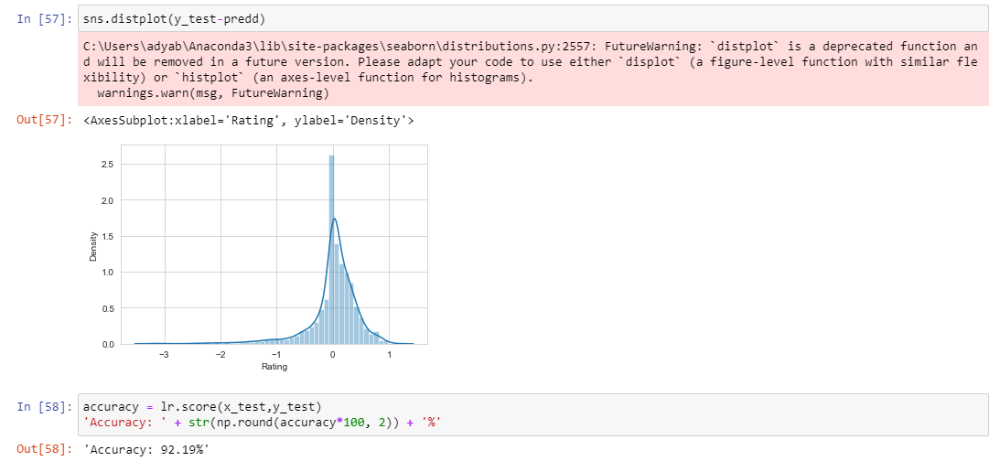 In [57]: sns.distplot(y_test-predd)
C:\Users\adyab\Anaconda3\lib\site-packages\seaborn\distributions.py:2557: FutureWarning: `distplot` is a deprecated function an
d will be removed in a future version. Please adapt your code to use either `displot` (a figure-level function with similar fle
xibility) or `histplot` (an axes-level function for histograms).
warnings.warn(msg, FutureWarning)
Out[57]: <AxesSubplot:xlabel='Rating', ylabel='Density'>
2.5
2.0
1.5
1.0
0.5
0.0
Density
−3 −2 −1 0 1
Rating
In [58]: accuracy = lr.score(x_test,y_test)
'Accuracy: ' + str(np.round(accuracy*100, 2)) + '%'
Out[58]: 'Accuracy: 92.19%'